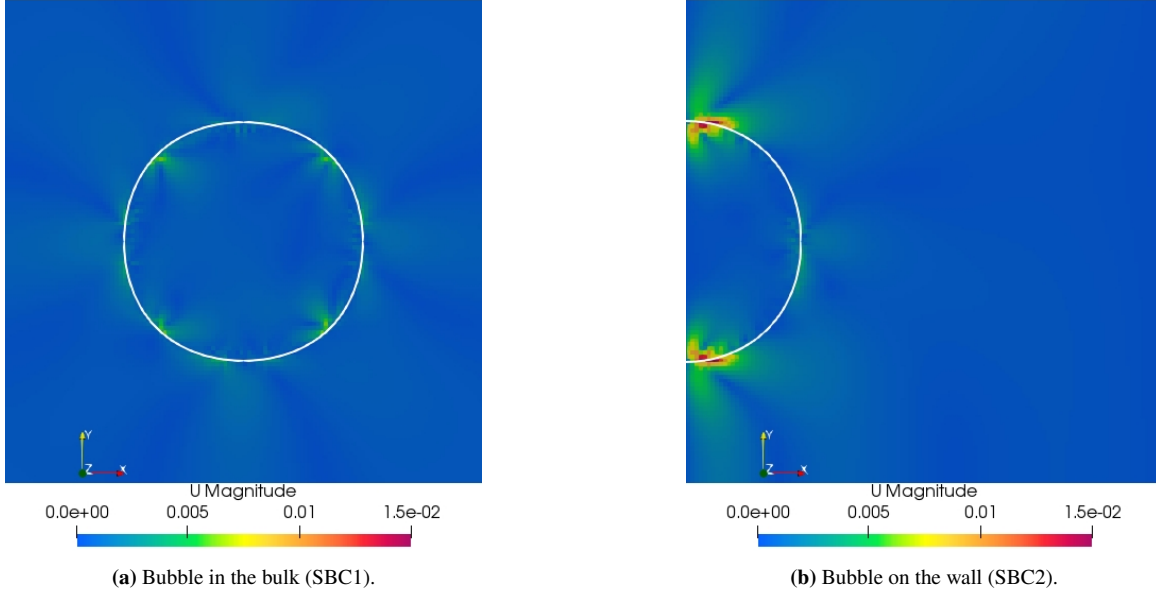 Y
Z X
U Magnitude
0.0e+00 0.005 0.01 1.5e-02
(a) Bubble in the bulk (SBC1).
Y
Z X
U Magnitude
0.0e+00 0.005 0.01 1.5e-02
(b) Bubble on the wall (SBC2).